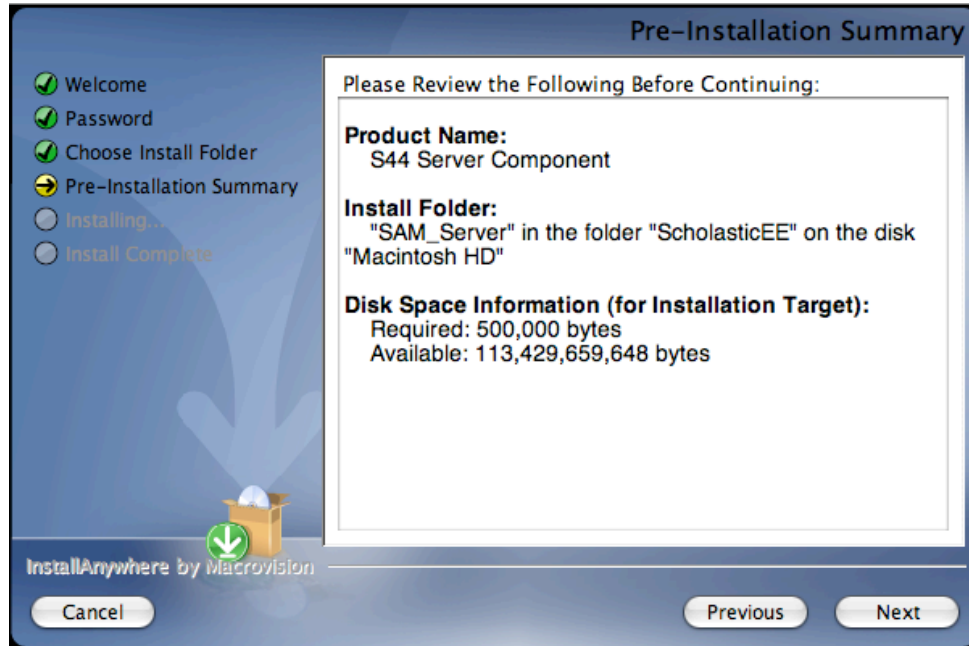 Pre-Installation Summary
Welcome
Password
Choose Install Folder
Pre-Installation Summary
Installing...
Install Complete
Please Review the Following Before Continuing:
Product Name:
S44 Server Component
Install Folder:
"SAM_Server" in the folder "ScholasticEE" on the disk
"Macintosh HD"
Disk Space Information (for Installation Target):
Required: 500,000 bytes
Available: 113,429,659,648 bytes
InstallAnywhere by Macrovision
Cancel
Previous
Next